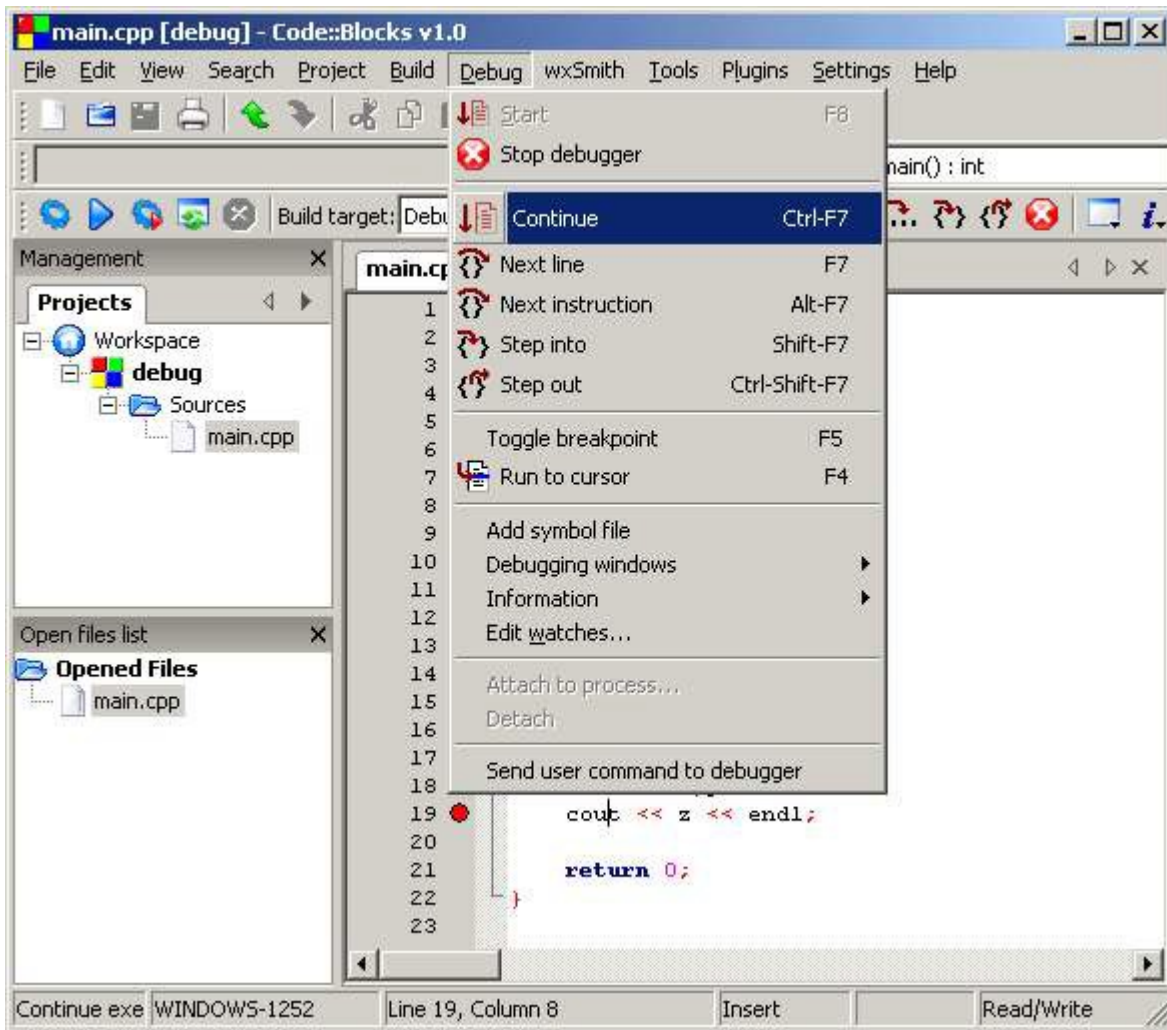 main.cpp [debug] - Code::Blocks v1.0
File Edit View Search Project Build Debug wxSmith Tools Plugins Settings Help
Start F8
Stop debugger
main() : int
Build target: Debu
Continue Ctrl-F7
Management
main.cp
Next line F7
Projects
Next instruction Alt-F7
Workspace
Step into Shift-F7
debug
Step out Ctrl-Shift-F7
Sources
main.cpp
Toggle breakpoint F5
Run to cursor F4
Add symbol file
Debugging windows
Information
Edit watches...
Attach to process...
Detach
Send user command to debugger
Open files list
Opened Files
main.cpp
1
2
3
4
5
6
7
8
9
10
11
12
13
14
15
16
17
18
19 cout << z << endl;
20
21 return 0;
22 }
23
Continue exe WINDOWS-1252 Line 19, Column 8 Insert Read/Write